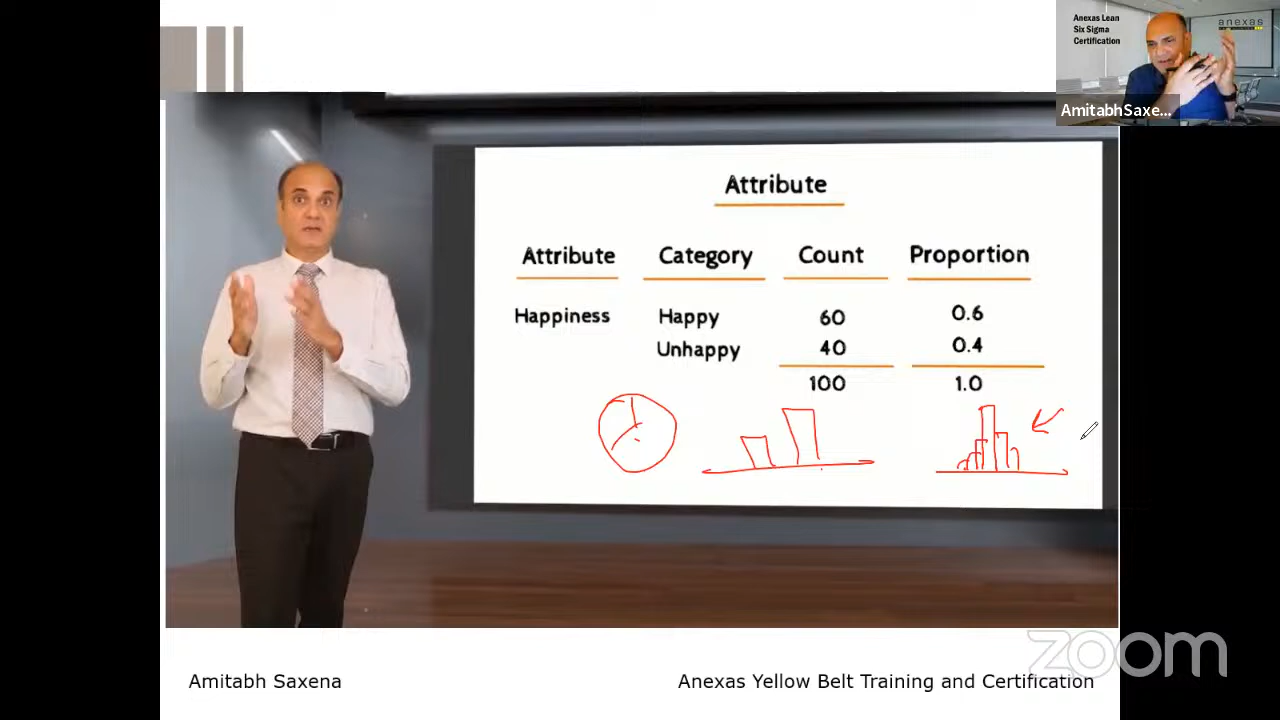 Anexas Lean
Six Sigma
Certification
anexas
AmitabhSaxe...
Attribute
Attribute Category Count Proportion
Happiness Happy 60 0.6
Unhappy 40 0.4
100 1.0
zoom
Amitabh Saxena
Anexas Yellow Belt Training and Certification